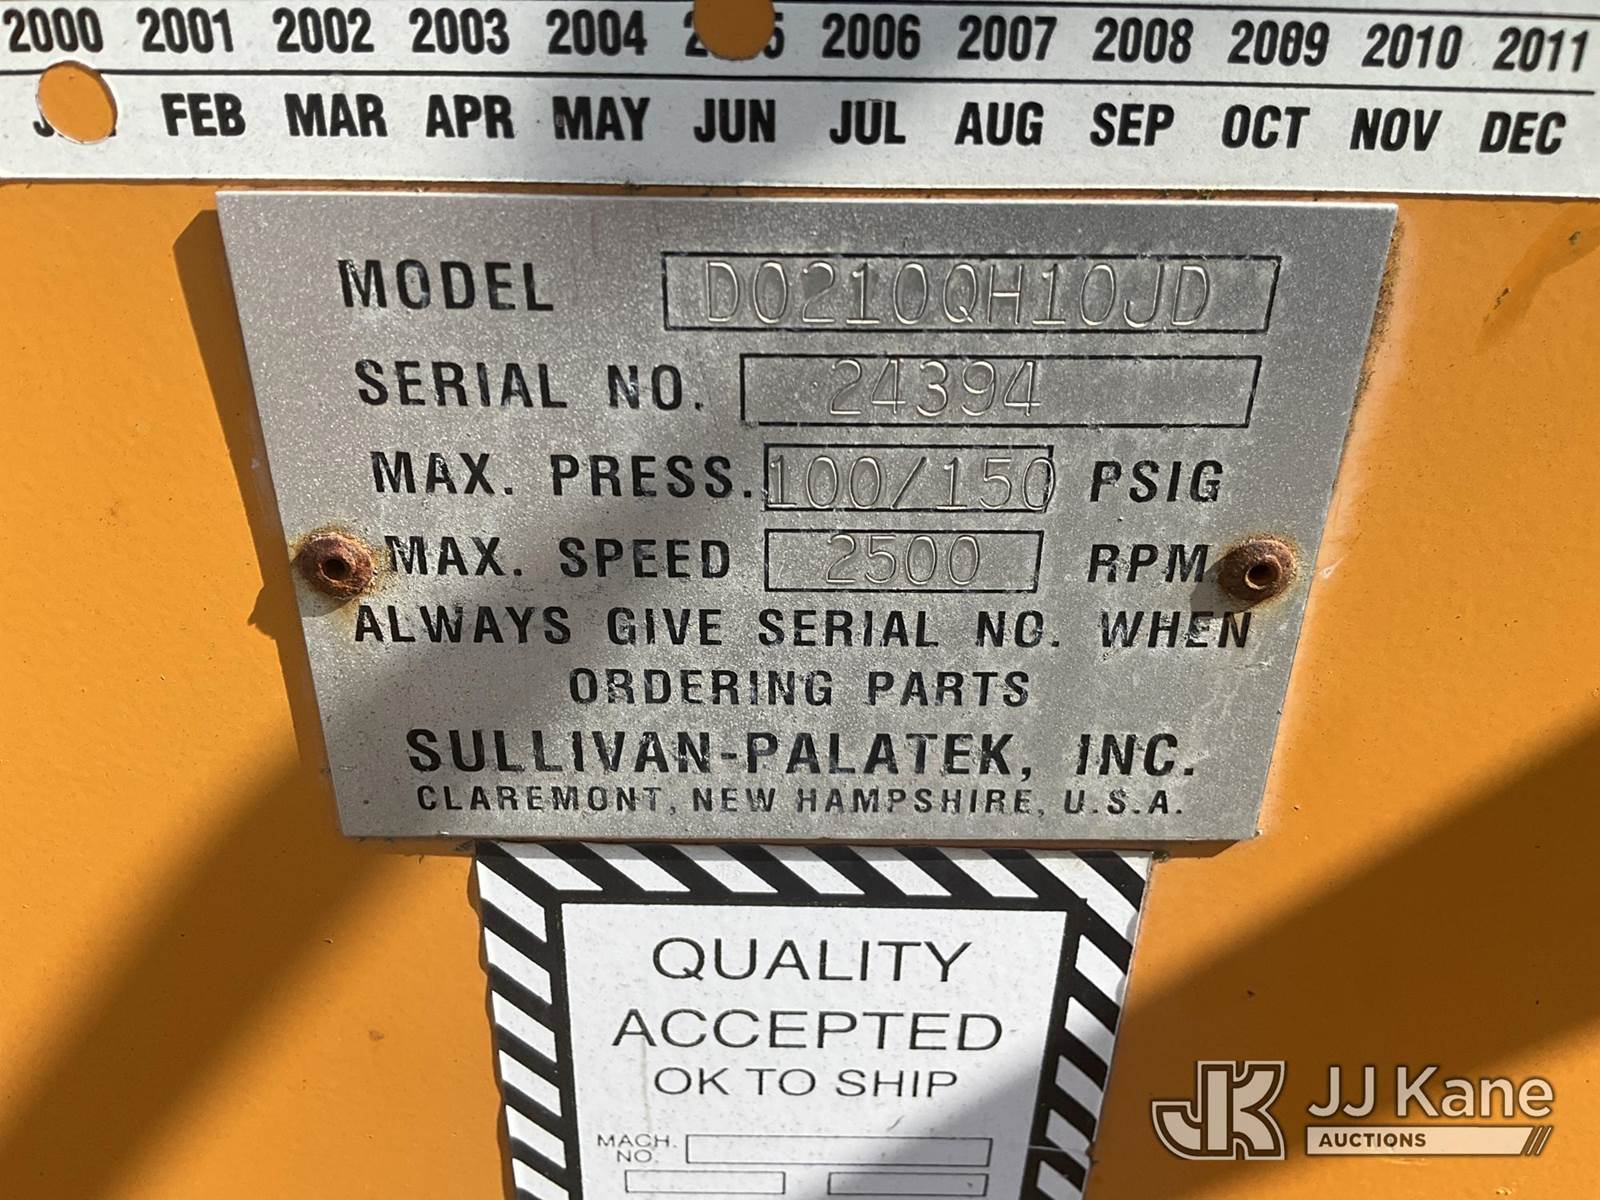 2000 2001 2002 2003 2004 2006 2007 2008 2009 2010 2011
FEB MAR APR MAY JUN JUL AUG SEP OCT NOV DEC
MODEL D0210QH10JD
SERIAL NO. 24394
MAX. PRESS. 100/150 PSIG
MAX. SPEED 2500 RPM
ALWAYS GIVE SERIAL NO. WHEN
ORDERING PARTS
SULLIVAN-PALATEK, INC.
CLAREMONT, NEW HAMPSHIRE, U.S.A.
QUALITY
ACCEPTED
OK TO SHIP
MACH.
NO.
JK JJ Kane
AUCTIONS